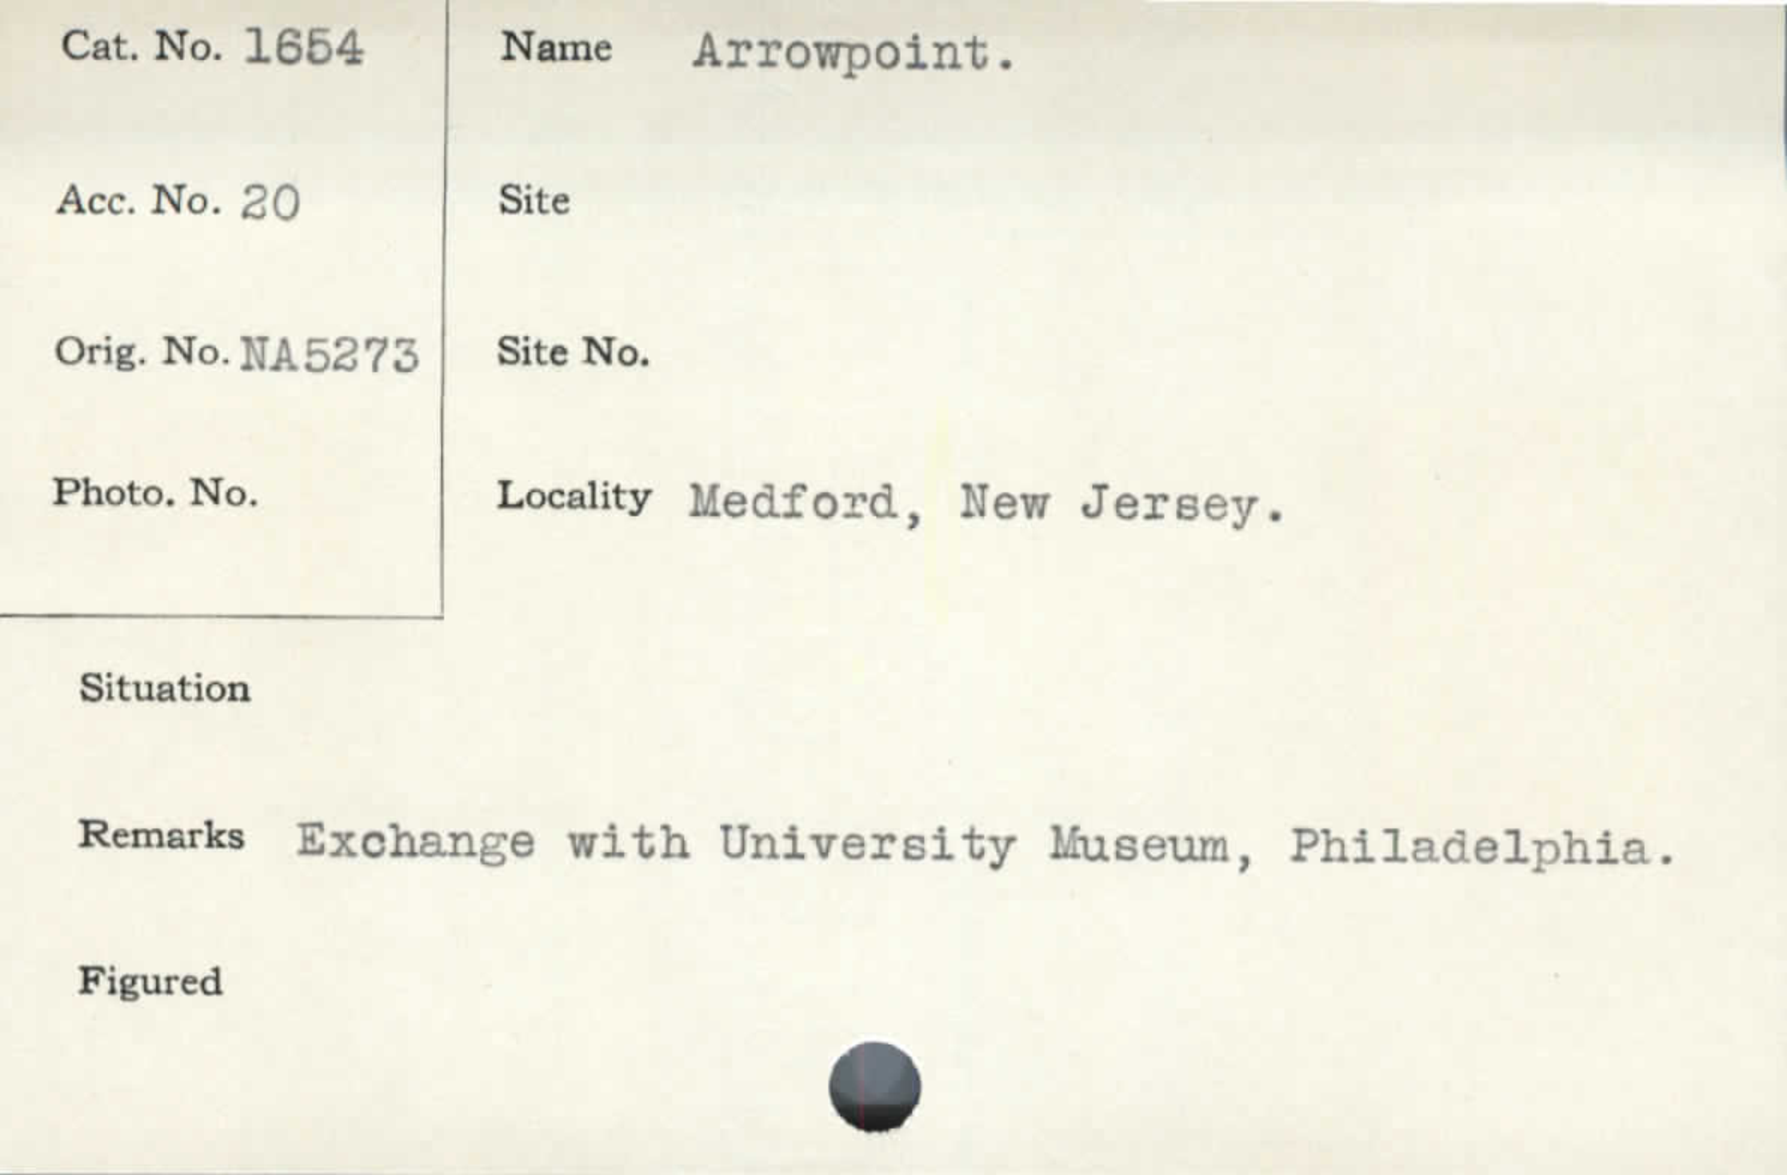 Cat. No. 1654
Name Arrowpoint.
Acc. No. 20
Site
Orig. No. NA5273
Site No.
Photo. No.
Locality Medford, New Jersey.
Situation
Remarks Exchange with University Museum, Philadelphia.
Figured